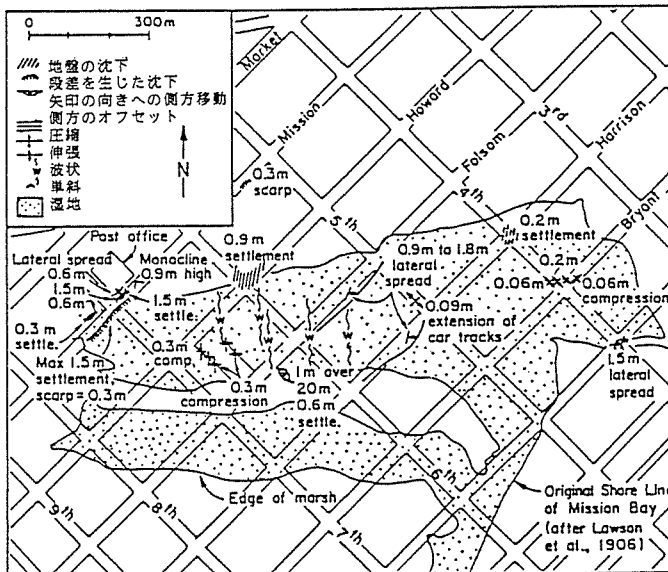 0 300m
地盤の沈下
段差を生じた沈下
矢印の向きへの側方移動
側方のオフセット
圧縮
伸張
波状
単斜
湿地
N
Market
Mission
Howard
Folsom
Harrison
Bryant
3rd
4th
5th
6th
7th
8th
9th
0.3m
scarp
0.2m
settlement
0.2m
0.06m
0.06m
compression
0.9m
settlement
0.9m to 1.8m
lateral
spread
0.09m
extension of
car tracks
1.5m
lateral
spread
Post office
Lateral spread
0.6m
1.5m
0.6m
Monocline
0.9m high
1.5m
settle.
0.3m
settle.
Max 1.5m
settlement,
scarp=0.3m
0.3m
comp.
0.3m
compression
1m over
20m
0.6m
settle.
Edge of marsh
Original Shore Line
of Mission Bay
(after Lawson
et al., 1906)